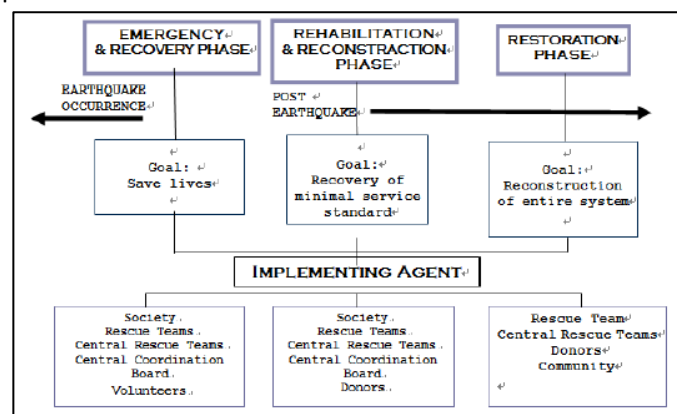 EMERGENCY
& RECOVERY PHASE
REHABILITATION
& RECONSTRACTION
PHASE
RESTORATION
PHASE
EARTHQUAKE
OCCURRENCE
POST
EARTHQUAKE
Goal:
Save lives
Goal:
Recovery of
minimal service
standard
Goal:
Reconstruction
of entire system
IMPLEMENTING AGENT
Society
Rescue Teams
Central Rescue Teams
Central Coordination
Board
Volunteers
Society
Rescue Teams
Central Rescue Teams
Central Coordination
Board
Donors
Rescue Team
Central Rescue Teams
Donors
Community